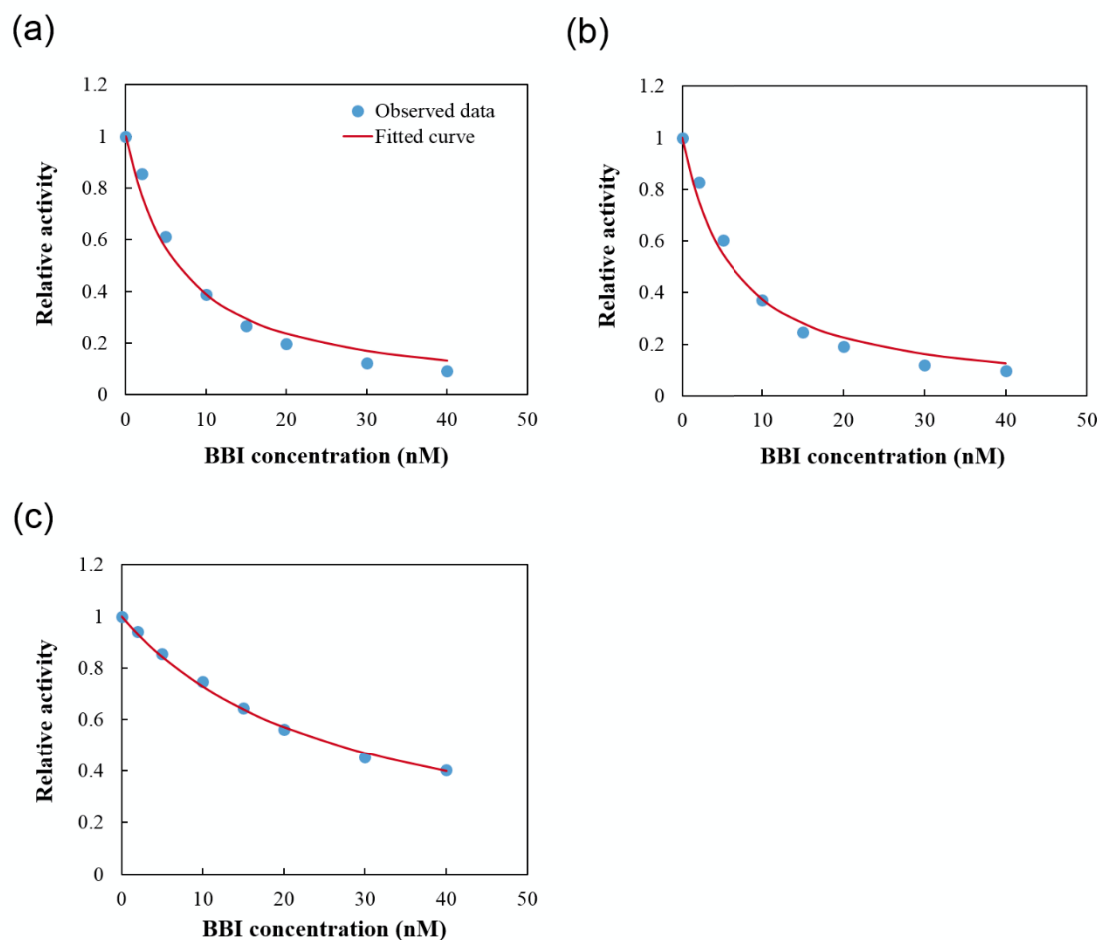 (a)
(b)
1.2
1
0.8
0.6
0.4
0.2
0
Relative activity
Observed data
Fitted curve
0 10 20 30 40 50
BBI concentration (nM)
1.2
1
0.8
0.6
0.4
0.2
0
Relative activity
0 10 20 30 40 50
BBI concentration (nM)
(c)
1.2
1
0.8
0.6
0.4
0.2
0
Relative activity
0 10 20 30 40 50
BBI concentration (nM)